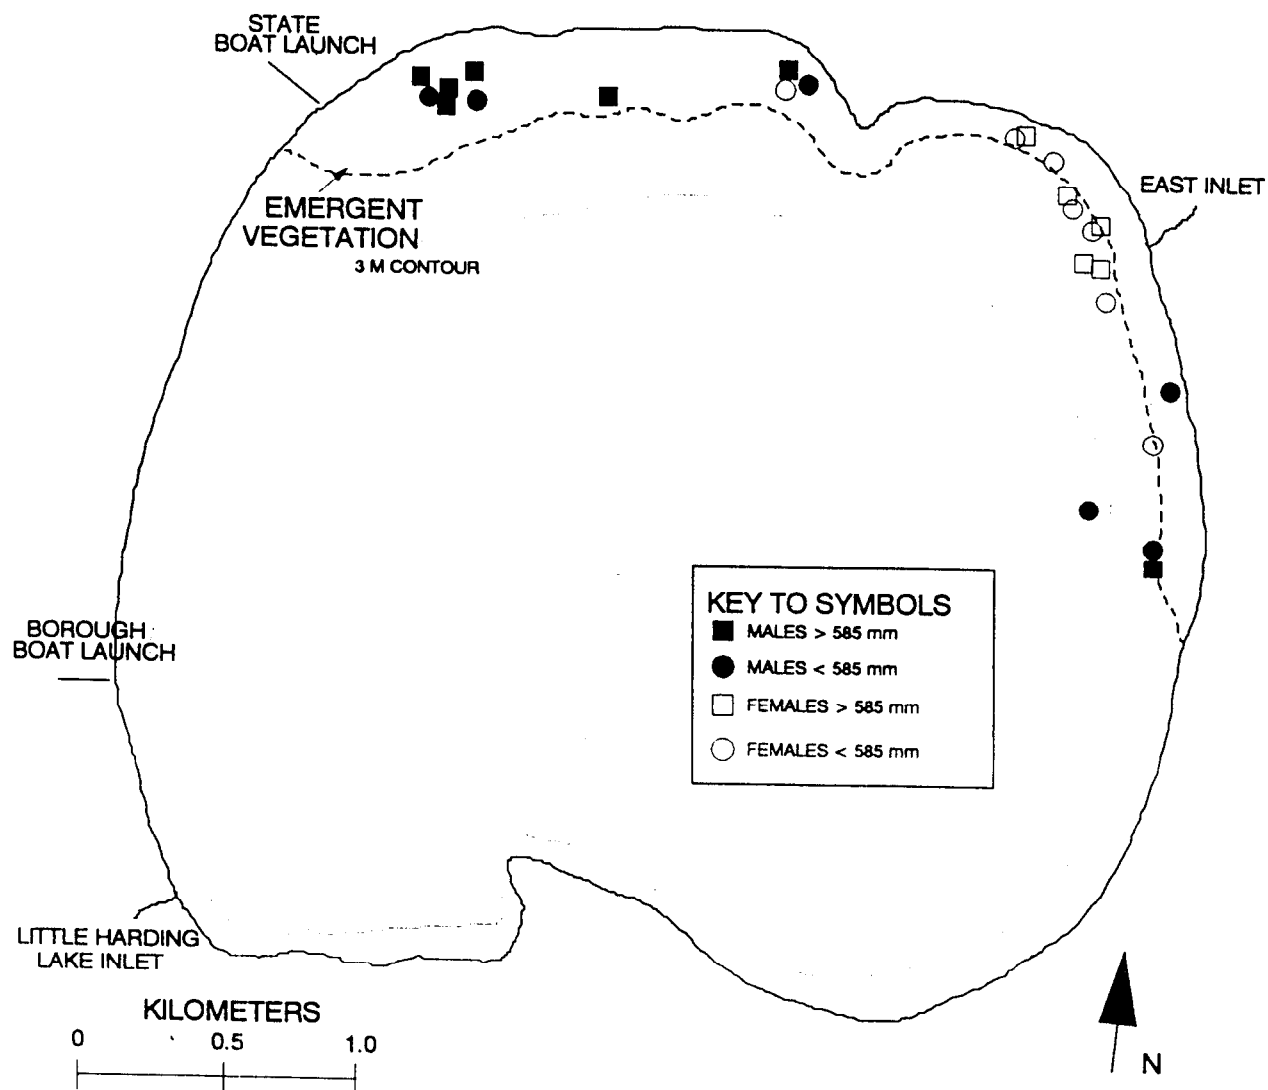 STATE
BOAT LAUNCH
EAST INLET
EMERGENT
VEGETATION
3 M CONTOUR
KEY TO SYMBOLS
MALES > 585 mm
MALES < 585 mm
FEMALES > 585 mm
FEMALES < 585 mm
BOROUGH
BOAT LAUNCH
LITTLE HARDING
LAKE INLET
KILOMETERS
0 0.5 1.0
N